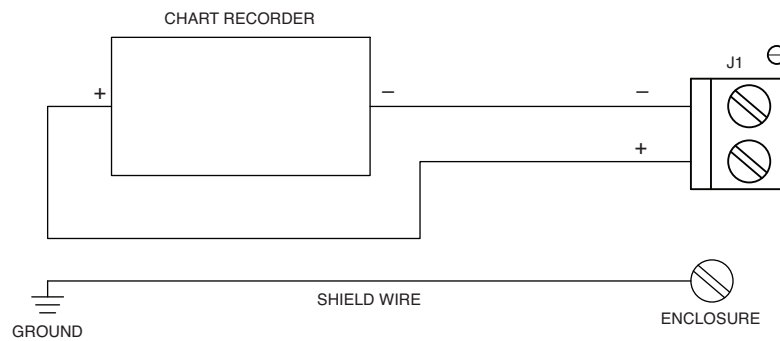 CHART RECORDER
J1
+
−
−
+
SHIELD WIRE
GROUND
ENCLOSURE